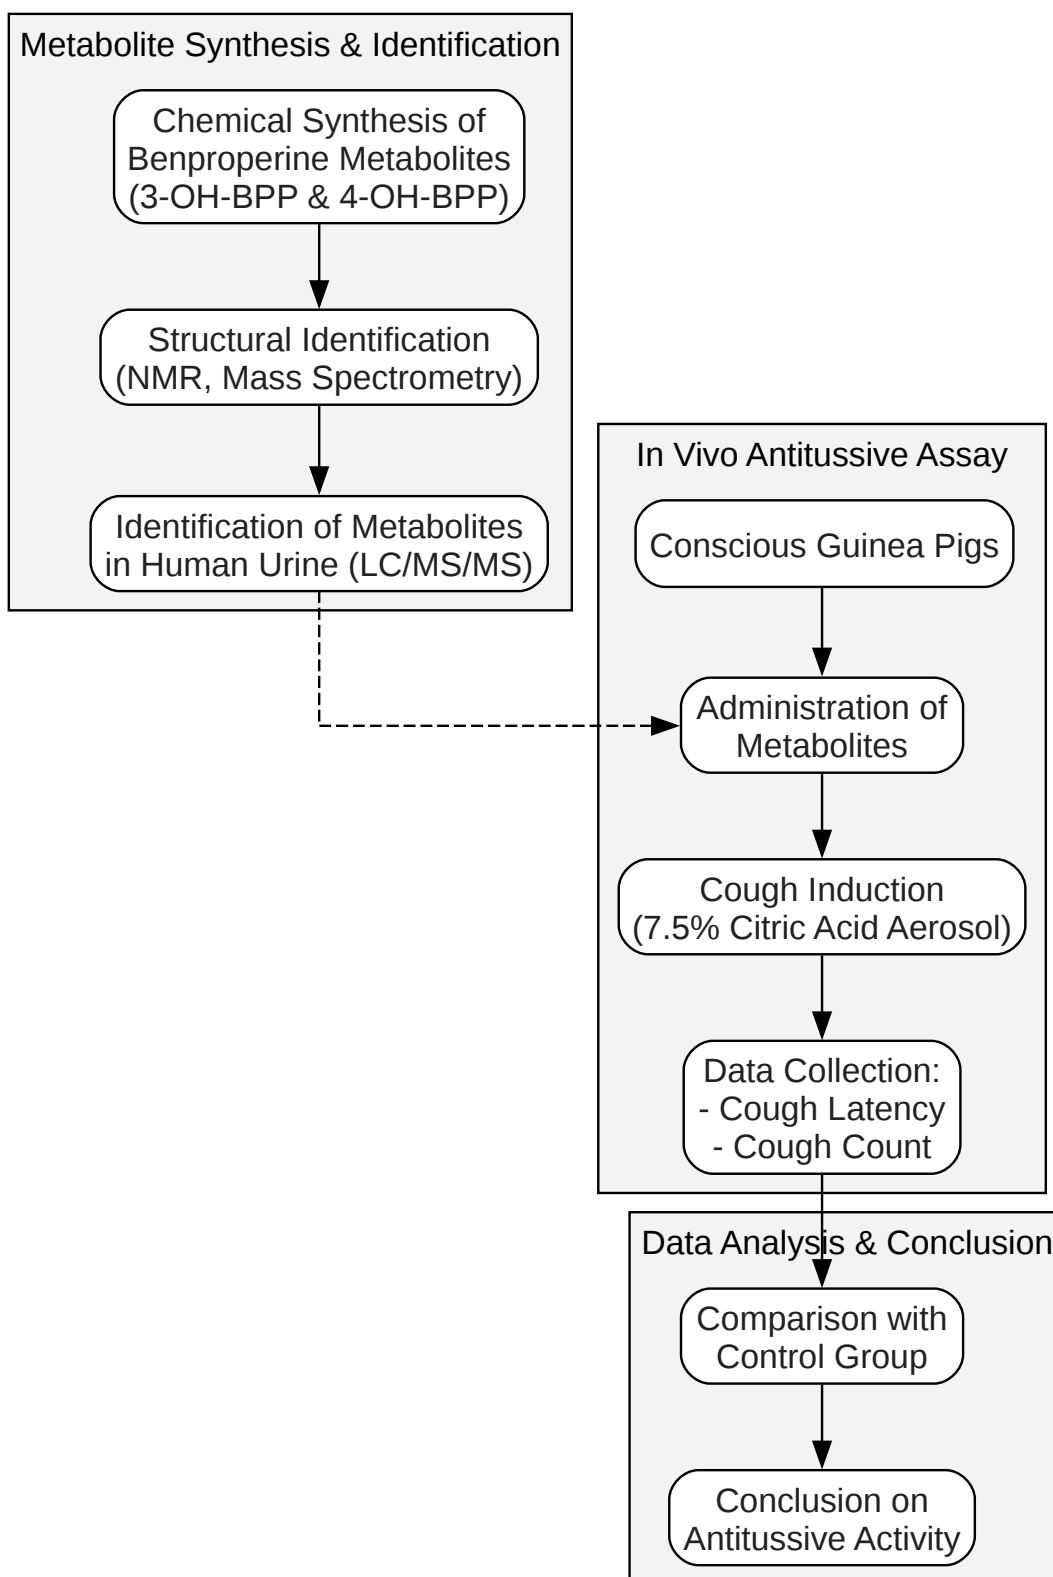 Metabolite Synthesis & Identification
Chemical Synthesis of
Benproperine Metabolites
(3-OH-BPP & 4-OH-BPP)
Structural Identification
(NMR, Mass Spectrometry)
Identification of Metabolites
in Human Urine (LC/MS/MS)
In Vivo Antitussive Assay
Conscious Guinea Pigs
Administration of
Metabolites
Cough Induction
(7.5% Citric Acid Aerosol)
Data Collection:
- Cough Latency
- Cough Count
Data Analysis & Conclusion
Comparison with
Control Group
Conclusion on
Antitussive Activity